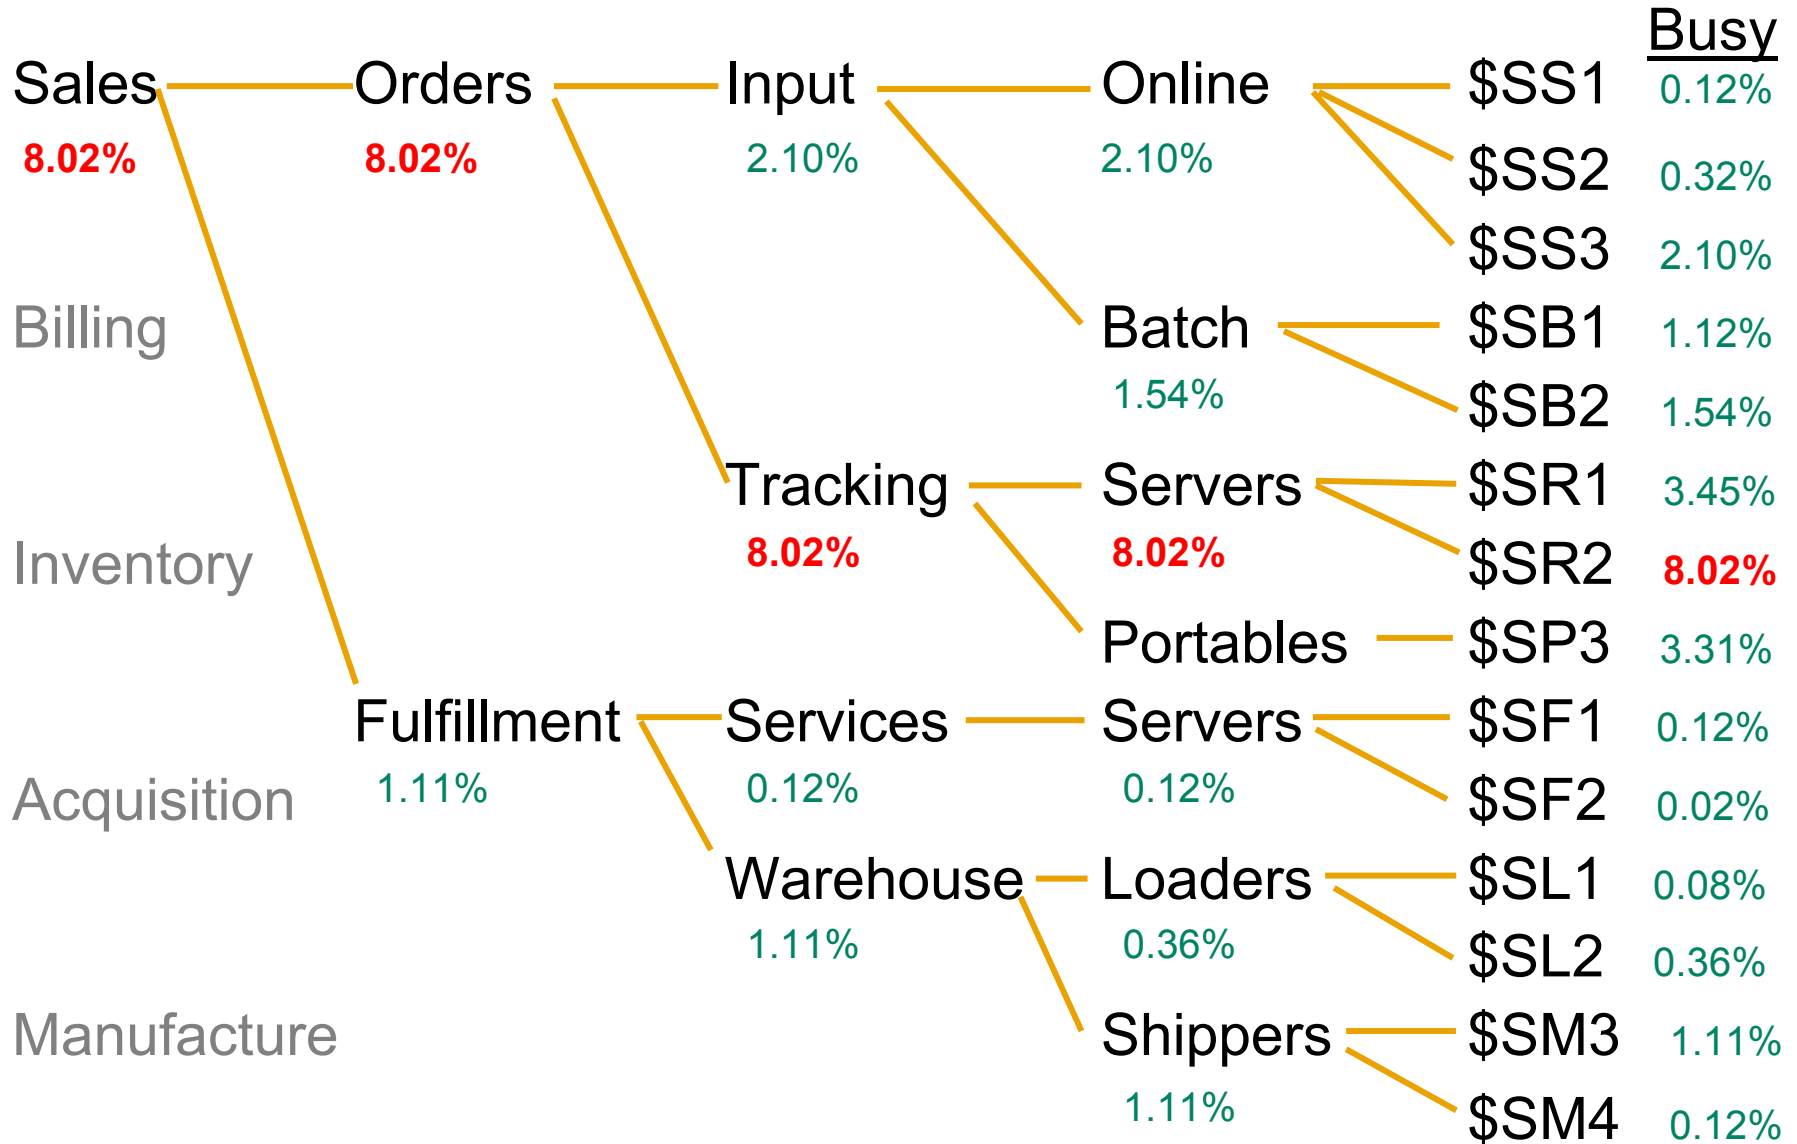 Busy
Sales Orders Input Online $SS1 0.12%
8.02% 8.02% 2.10% 2.10% $SS2 0.32%
$SS3 2.10%
Billing Batch $SB1 1.12%
1.54% $SB2 1.54%
Tracking Servers $SR1 3.45%
Inventory 8.02% 8.02% $SR2 8.02%
Portables $SP3 3.31%
Fulfillment Services Servers $SF1 0.12%
Acquisition 1.11% 0.12% 0.12% $SF2 0.02%
Warehouse Loaders $SL1 0.08%
1.11% 0.36% $SL2 0.36%
Manufacture Shippers $SM3 1.11%
1.11% $SM4 0.12%